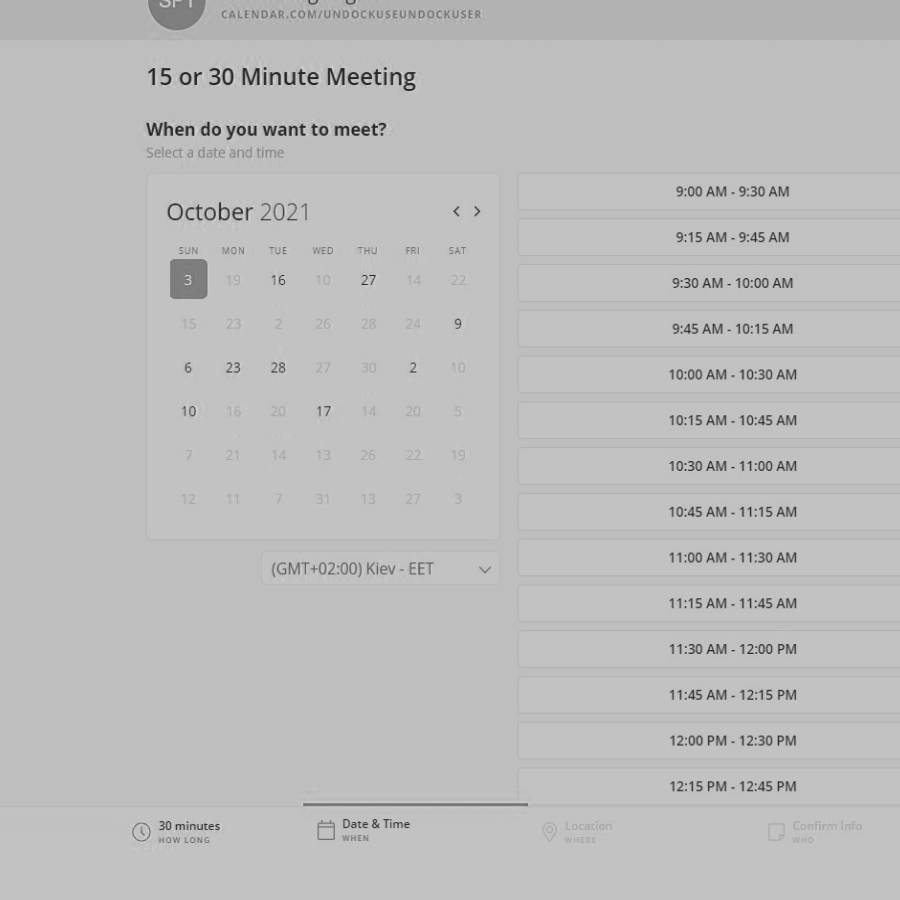 SPT
CALENDAR.COM/UNDOCKUSEUNDOCKUSER
15 or 30 Minute Meeting
When do you want to meet?
Select a date and time
October 2021
SUN MON TUE WED THU FRI SAT
3 19 16 10 27 14 22
15 23 2 26 28 24 9
6 23 28 27 30 2 10
10 16 20 17 14 20 5
7 21 14 13 26 22 19
12 11 7 31 13 27 3
(GMT+02:00) Kiev - EET
9:00 AM - 9:30 AM
9:15 AM - 9:45 AM
9:30 AM - 10:00 AM
9:45 AM - 10:15 AM
10:00 AM - 10:30 AM
10:15 AM - 10:45 AM
10:30 AM - 11:00 AM
10:45 AM - 11:15 AM
11:00 AM - 11:30 AM
11:15 AM - 11:45 AM
11:30 AM - 12:00 PM
11:45 AM - 12:15 PM
12:00 PM - 12:30 PM
12:15 PM - 12:45 PM
30 minutes
HOW LONG
Date & Time
WHEN
Location
WHERE
Confirm Info
WHO